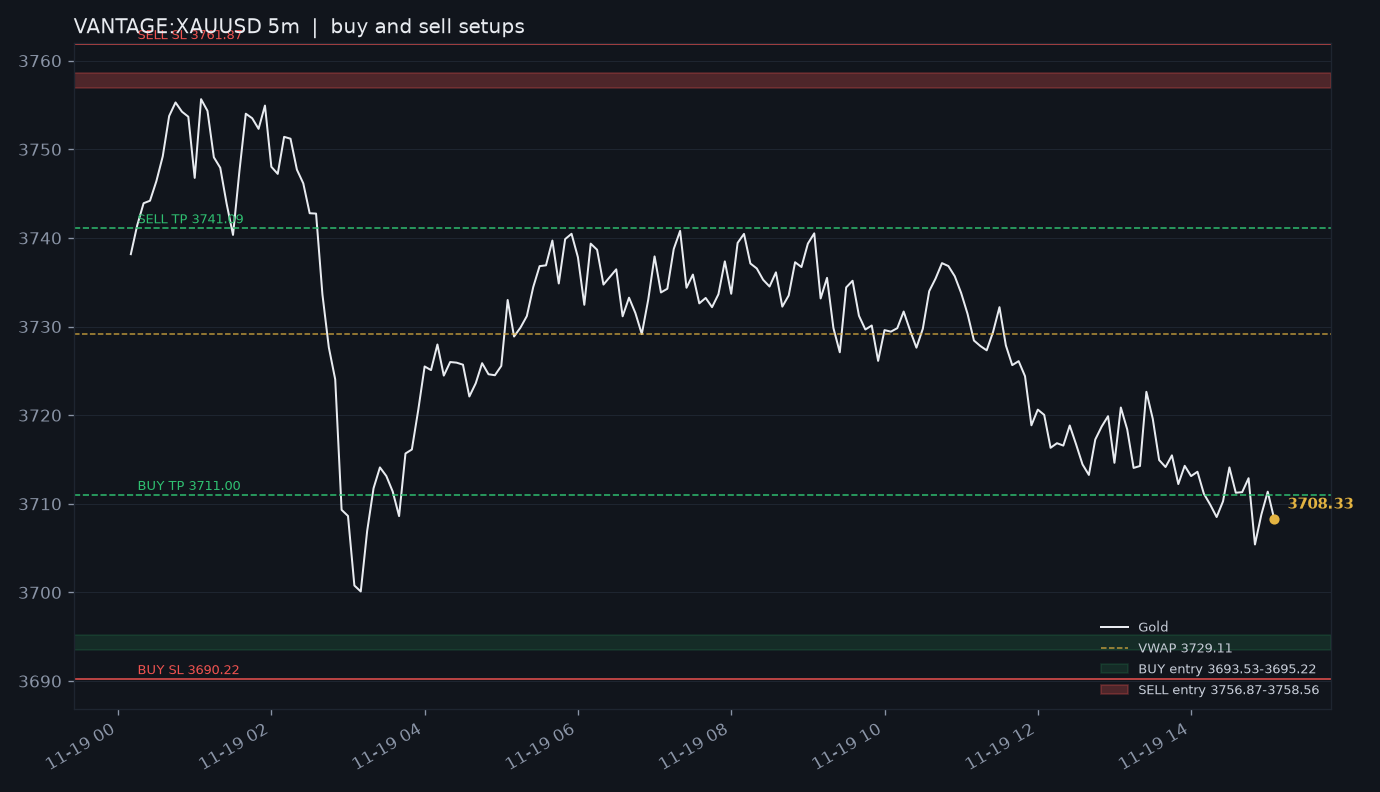 VANTAGE:XAUUSD 5m | buy and sell setups
SELL SL 3761.87
3760
3750
SELL TP 3741.09
3740
3730
3720
BUY TP 3711.00
3710
3708.33
3700
Gold
VWAP 3729.11
BUY entry 3693.53-3695.22
SELL entry 3756.87-3758.56
BUY SL 3690.22
3690
11-19 00
11-19 02
11-19 04
11-19 06
11-19 08
11-19 10
11-19 12
11-19 14